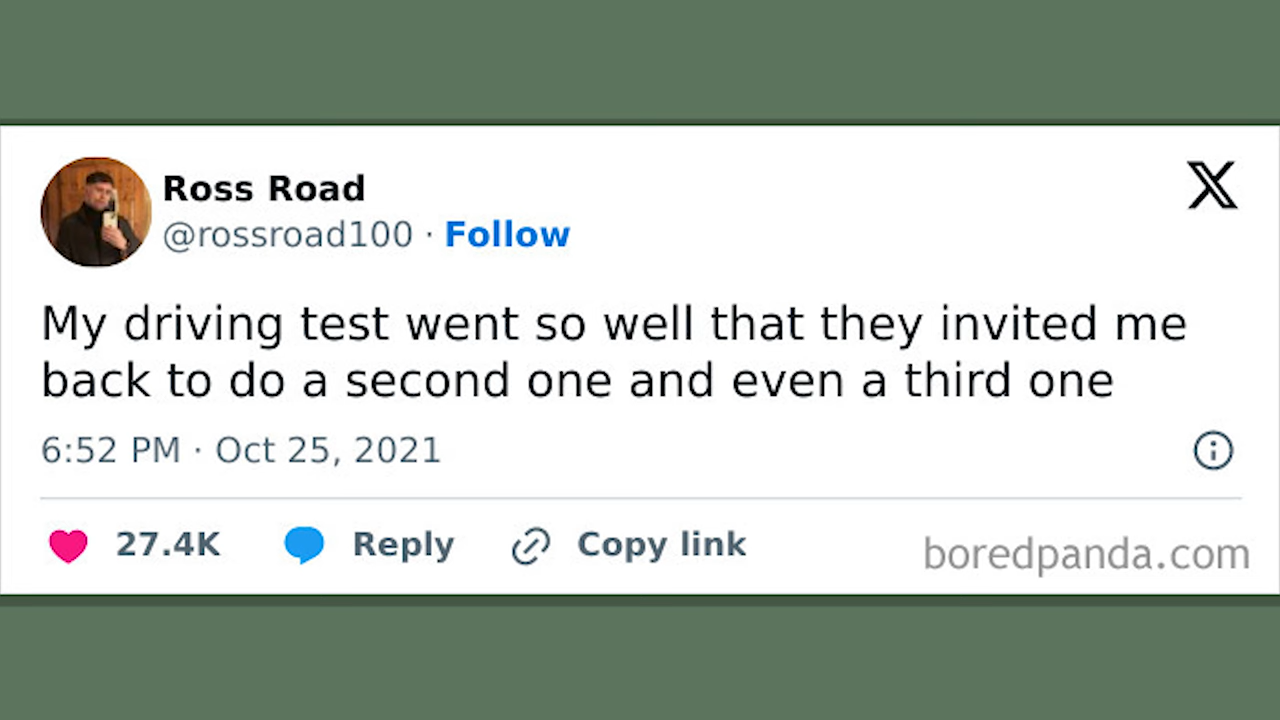 Ross Road
@rossroad100 · Follow
My driving test went so well that they invited me
back to do a second one and even a third one
6:52 PM · Oct 25, 2021
27.4K Reply Copy link
boredpanda.com